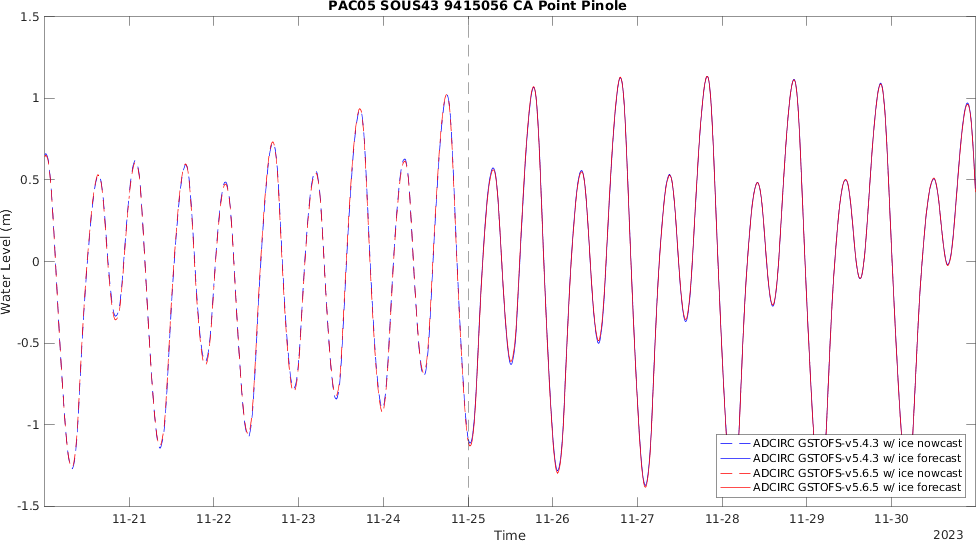 PAC05 SOUS43 9415056 CA Point Pinole
Water Level (m)
1.5
1
0.5
0
-0.5
-1
-1.5
11-21 11-22 11-23 11-24 11-25 11-26 11-27 11-28 11-29 11-30
Time
2023
ADCIRC GSTOFS-v5.4.3 w/ ice nowcast
ADCIRC GSTOFS-v5.4.3 w/ ice forecast
ADCIRC GSTOFS-v5.6.5 w/ ice nowcast
ADCIRC GSTOFS-v5.6.5 w/ ice forecast